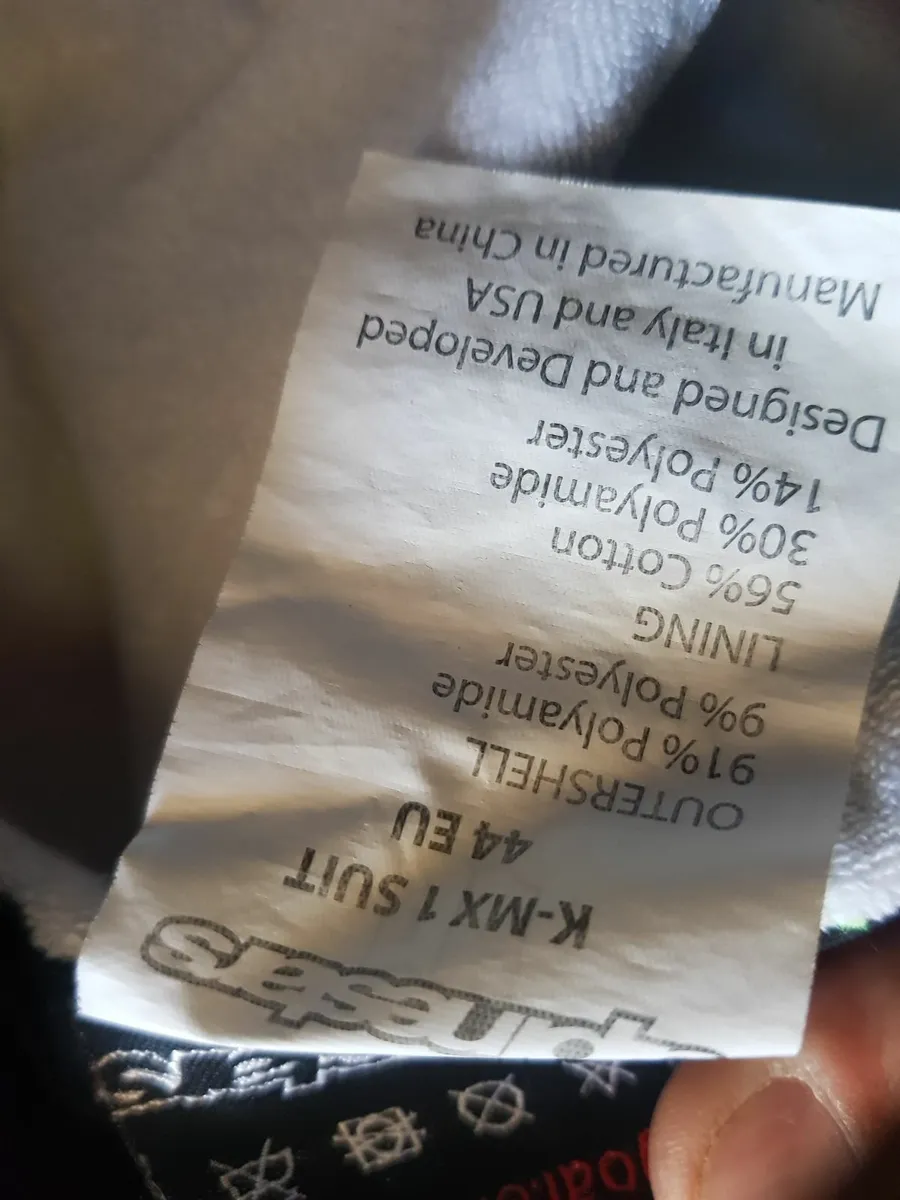 K-MX 1 SUIT
44 EU
OUTERSHELL
91% Polyamide
9% Polyester
LINING
56% Cotton
30% Polyamide
14% Polyester
Designed and Developed
in Italy and USA
Manufactured in China